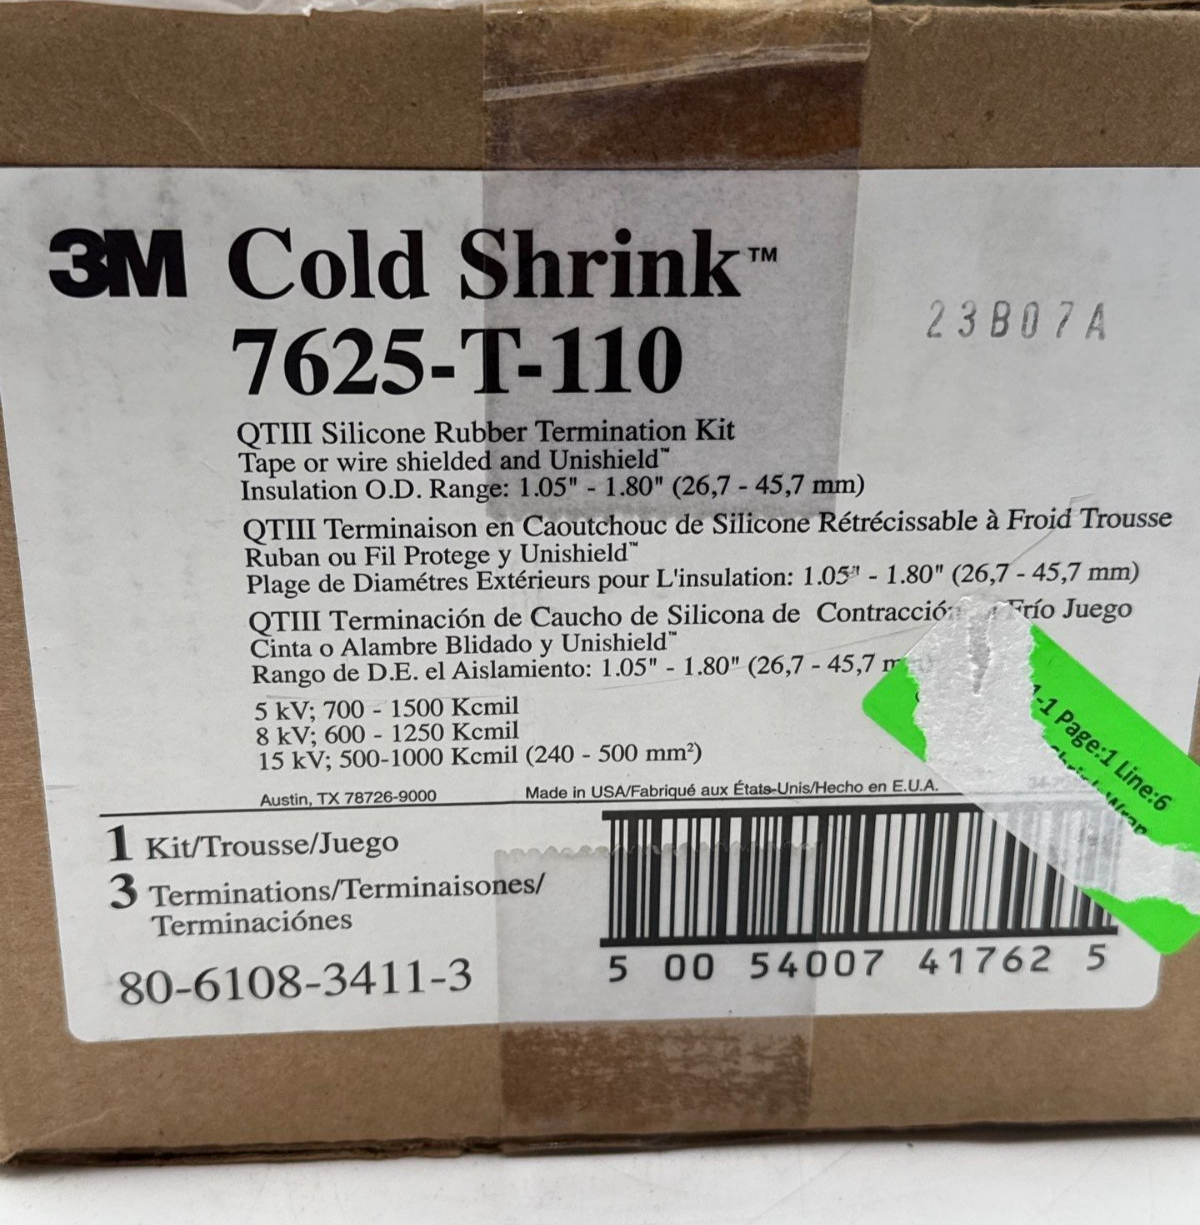 3M Cold Shrink™
7625-T-110
23B07A
QTIII Silicone Rubber Termination Kit
Tape or wire shielded and Unishield™
Insulation O.D. Range: 1.05" - 1.80" (26,7 - 45,7 mm)
QTIII Terminaison en Caoutchouc de Silicone Rétrécissable à Froid Trousse
Ruban ou Fil Protege y Unishield™
Plage de Diamétres Extérieurs pour L'insulation: 1.05" - 1.80" (26,7 - 45,7 mm)
QTIII Terminación de Caucho de Silicona de Contracción Frío Juego
Cinta o Alambre Blidado y Unishield™
Rango de D.E. el Aislamiento: 1.05" - 1.80" (26,7 - 45,7
5 kV; 700 - 1500 Kcmil
8 kV; 600 - 1250 Kcmil
15 kV; 500-1000 Kcmil (240 - 500 mm²)
-1 Page:1 Line:6
Wrap
Austin, TX 78726-9000
Made in USA/Fabriqué aux États-Unis/Hecho en E.U.A.
1 Kit/Trousse/Juego
3 Terminations/Terminaisones/
Terminaciónes
80-6108-3411-3
5 00 54007 41762 5